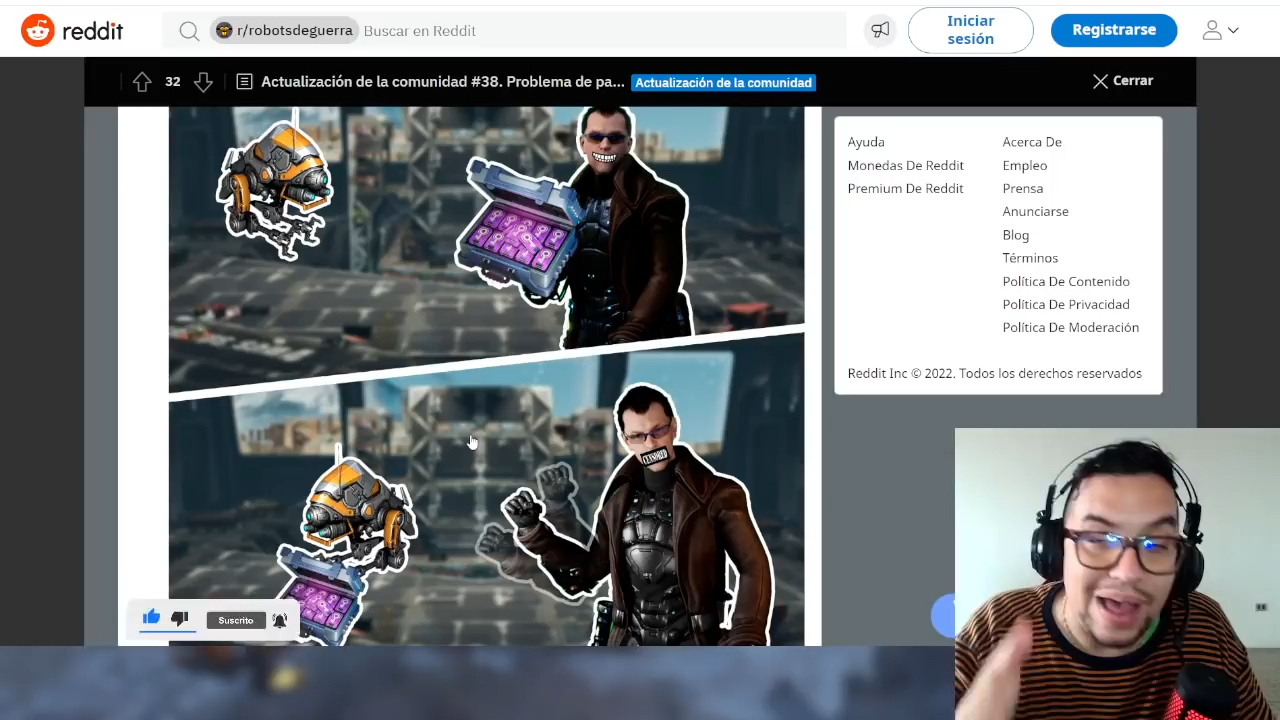 reddit
r/robotsdeguerra Buscar en Reddit
Iniciar
sesión
Registrarse
32
Actualización de la comunidad #38. Problema de pa...
Actualización de la comunidad
Cerrar
Ayuda
Acerca De
Monedas De Reddit
Empleo
Premium De Reddit
Prensa
Anunciarse
Blog
Términos
Política De Contenido
Política De Privacidad
Política De Moderación
Reddit Inc © 2022. Todos los derechos reservados
CENSORED
Suscrito